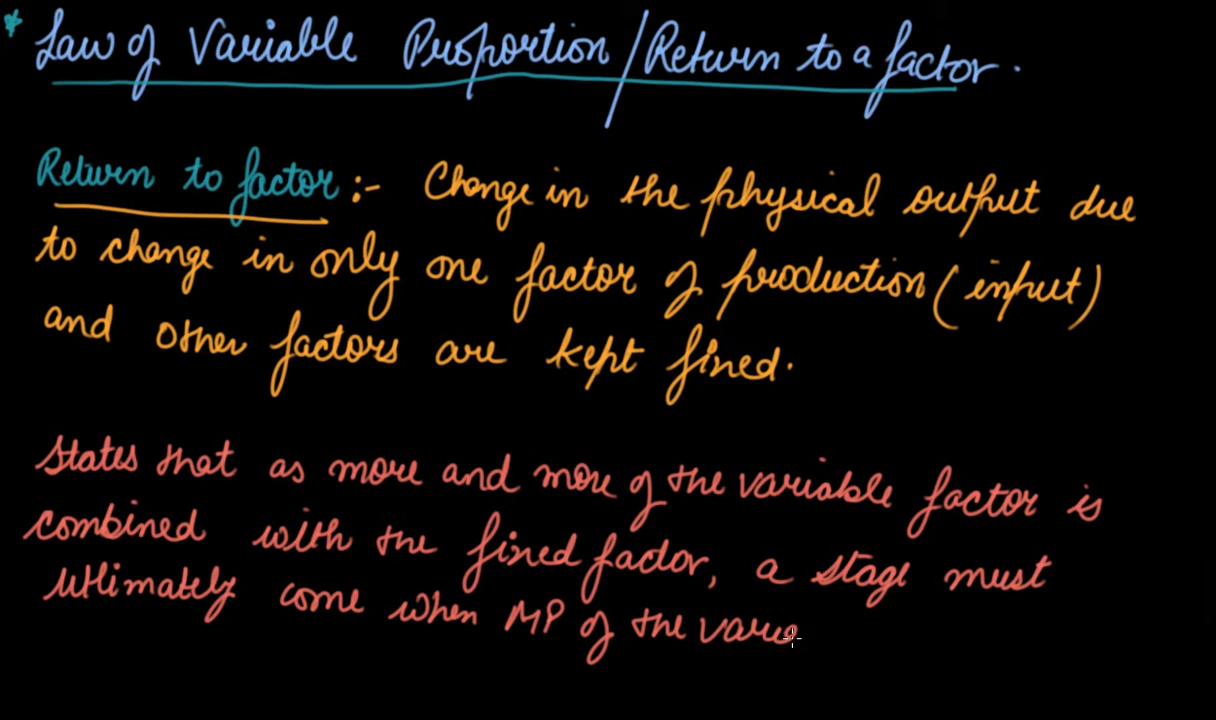 * Law of Variable Proportion/Return to a factor.
Return to factor :- Change in the physical output due
to change in only one factor of production (input)
and other factors are kept fixed.
States that as more and more of the variable factor is
combined with the fixed factor, a stage must
ultimately come when MP of the varia